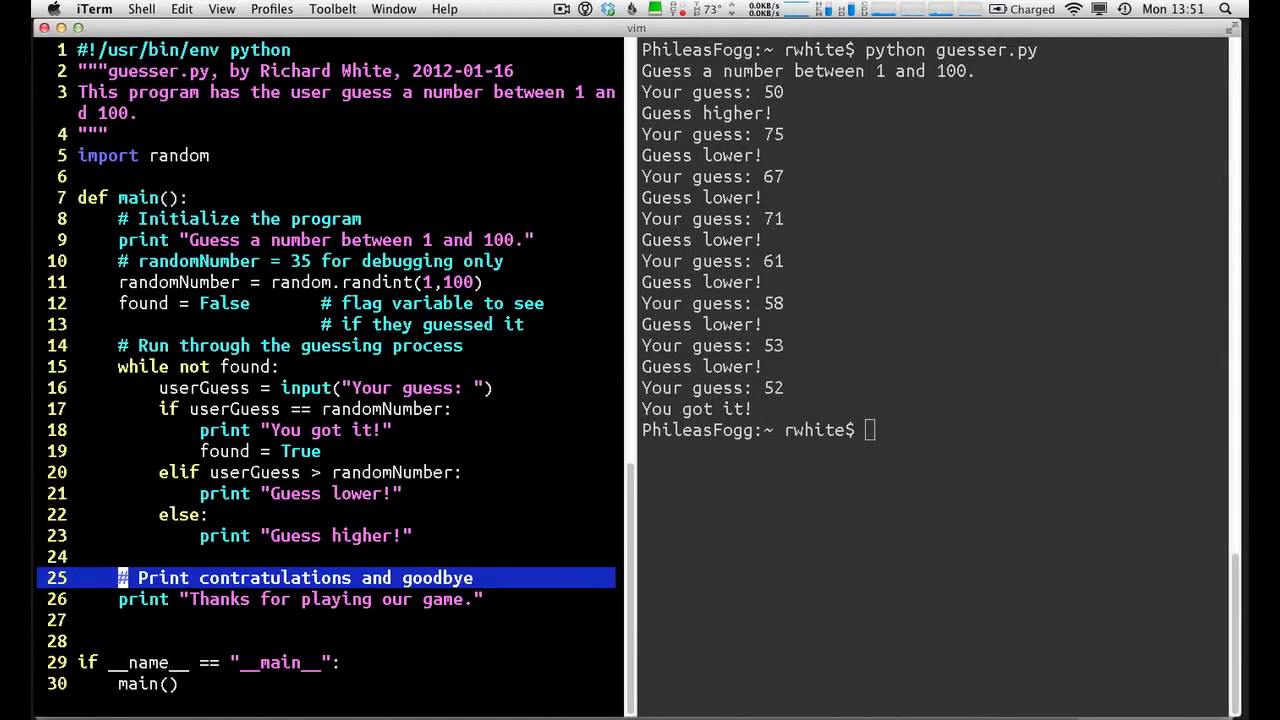 iTerm Shell Edit View Profiles Toolbelt Window Help 73° 0.0KB/s 0.0KB/s Charged Mon 13:51
vim
1 #!/usr/bin/env python
2 """guesser.py, by Richard White, 2012-01-16
3 This program has the user guess a number between 1 an
d 100.
4 """
5 import random
6
7 def main():
8 # Initialize the program
9 print "Guess a number between 1 and 100."
10 # randomNumber = 35 for debugging only
11 randomNumber = random.randint(1,100)
12 found = False # flag variable to see
13 # if they guessed it
14 # Run through the guessing process
15 while not found:
16 userGuess = input("Your guess: ")
17 if userGuess == randomNumber:
18 print "You got it!"
19 found = True
20 elif userGuess > randomNumber:
21 print "Guess lower!"
22 else:
23 print "Guess higher!"
24
25 # Print contratulations and goodbye
26 print "Thanks for playing our game."
27
28
29 if __name__ == "__main__":
30 main()
PhileasFogg:~ rwhite$ python guesser.py
Guess a number between 1 and 100.
Your guess: 50
Guess higher!
Your guess: 75
Guess lower!
Your guess: 67
Guess lower!
Your guess: 71
Guess lower!
Your guess: 61
Guess lower!
Your guess: 58
Guess lower!
Your guess: 53
Guess lower!
Your guess: 52
You got it!
PhileasFogg:~ rwhite$